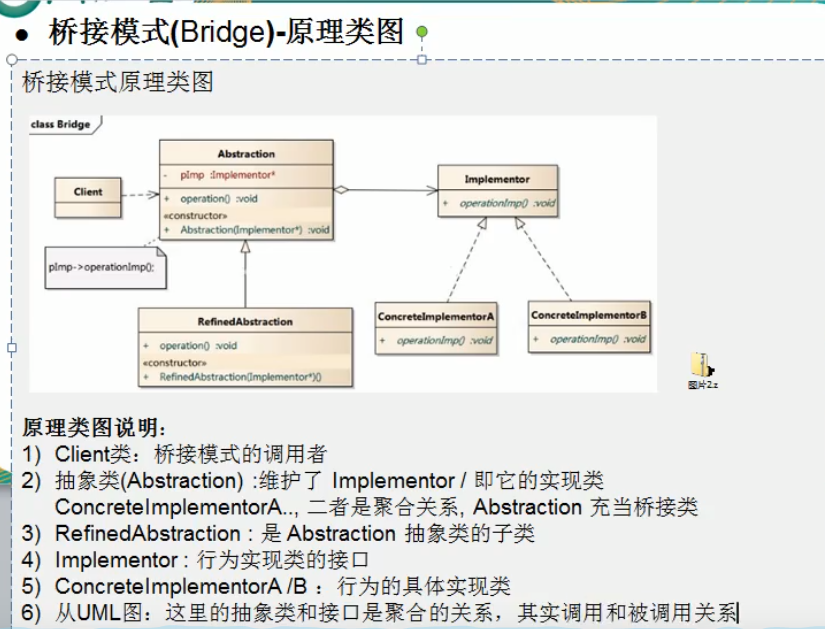 桥接模式(Bridge)-原理类图
桥接模式原理类图
class Bridge
Abstraction
- pImp :Implementor*
+ operation() :void
«constructor»
+ Abstraction(Implementor*) :void
Client
Implementor
+ operationImp() :void
pImp->operationImp();
RefinedAbstraction
+ operation() :void
«constructor»
+ RefinedAbstraction(Implementor*)()
ConcreteImplementorA
+ operationImp() :void
ConcreteImplementorB
+ operationImp() :void
图片2.z
原理类图说明:
1) Client类：桥接模式的调用者
2) 抽象类(Abstraction) :维护了 Implementor / 即它的实现类
ConcreteImplementorA.., 二者是聚合关系, Abstraction 充当桥接类
3) RefinedAbstraction : 是 Abstraction 抽象类的子类
4) Implementor : 行为实现类的接口
5) ConcreteImplementorA /B ：行为的具体实现类
6) 从UML图：这里的抽象类和接口是聚合的关系，其实调用和被调用关系